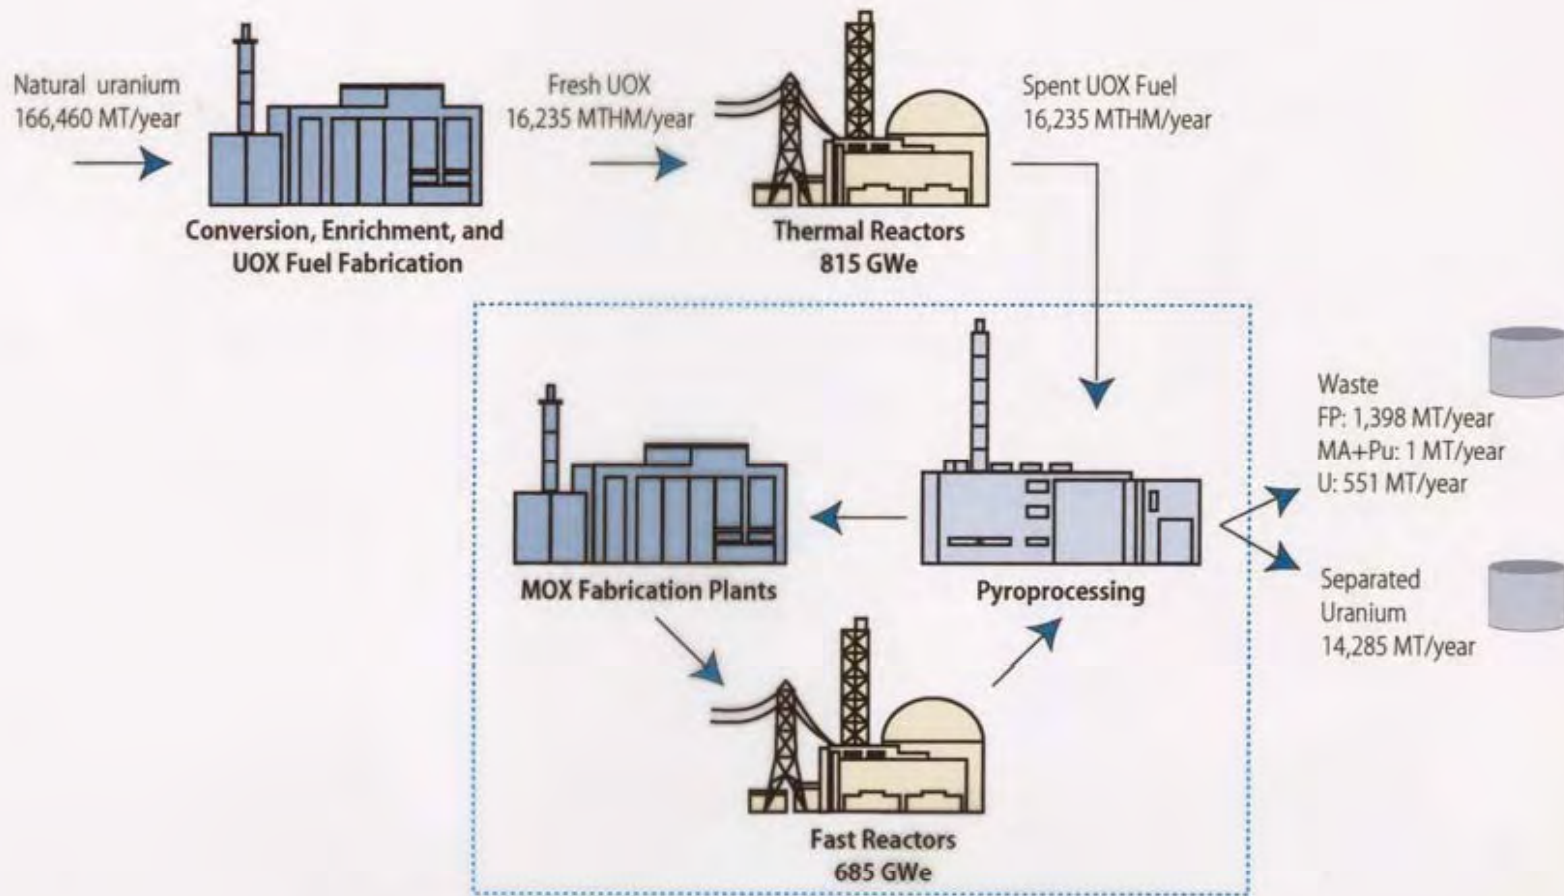 Natural uranium
166,460 MT/year
Fresh UOX
16,235 MTHM/year
Spent UOX Fuel
16,235 MTHM/year
Conversion, Enrichment, and
UOX Fuel Fabrication
Thermal Reactors
815 GWe
Waste
FP: 1,398 MT/year
MA+Pu: 1 MT/year
U: 551 MT/year
MOX Fabrication Plants
Pyroprocessing
Separated
Uranium
14,285 MT/year
Fast Reactors
685 GWe